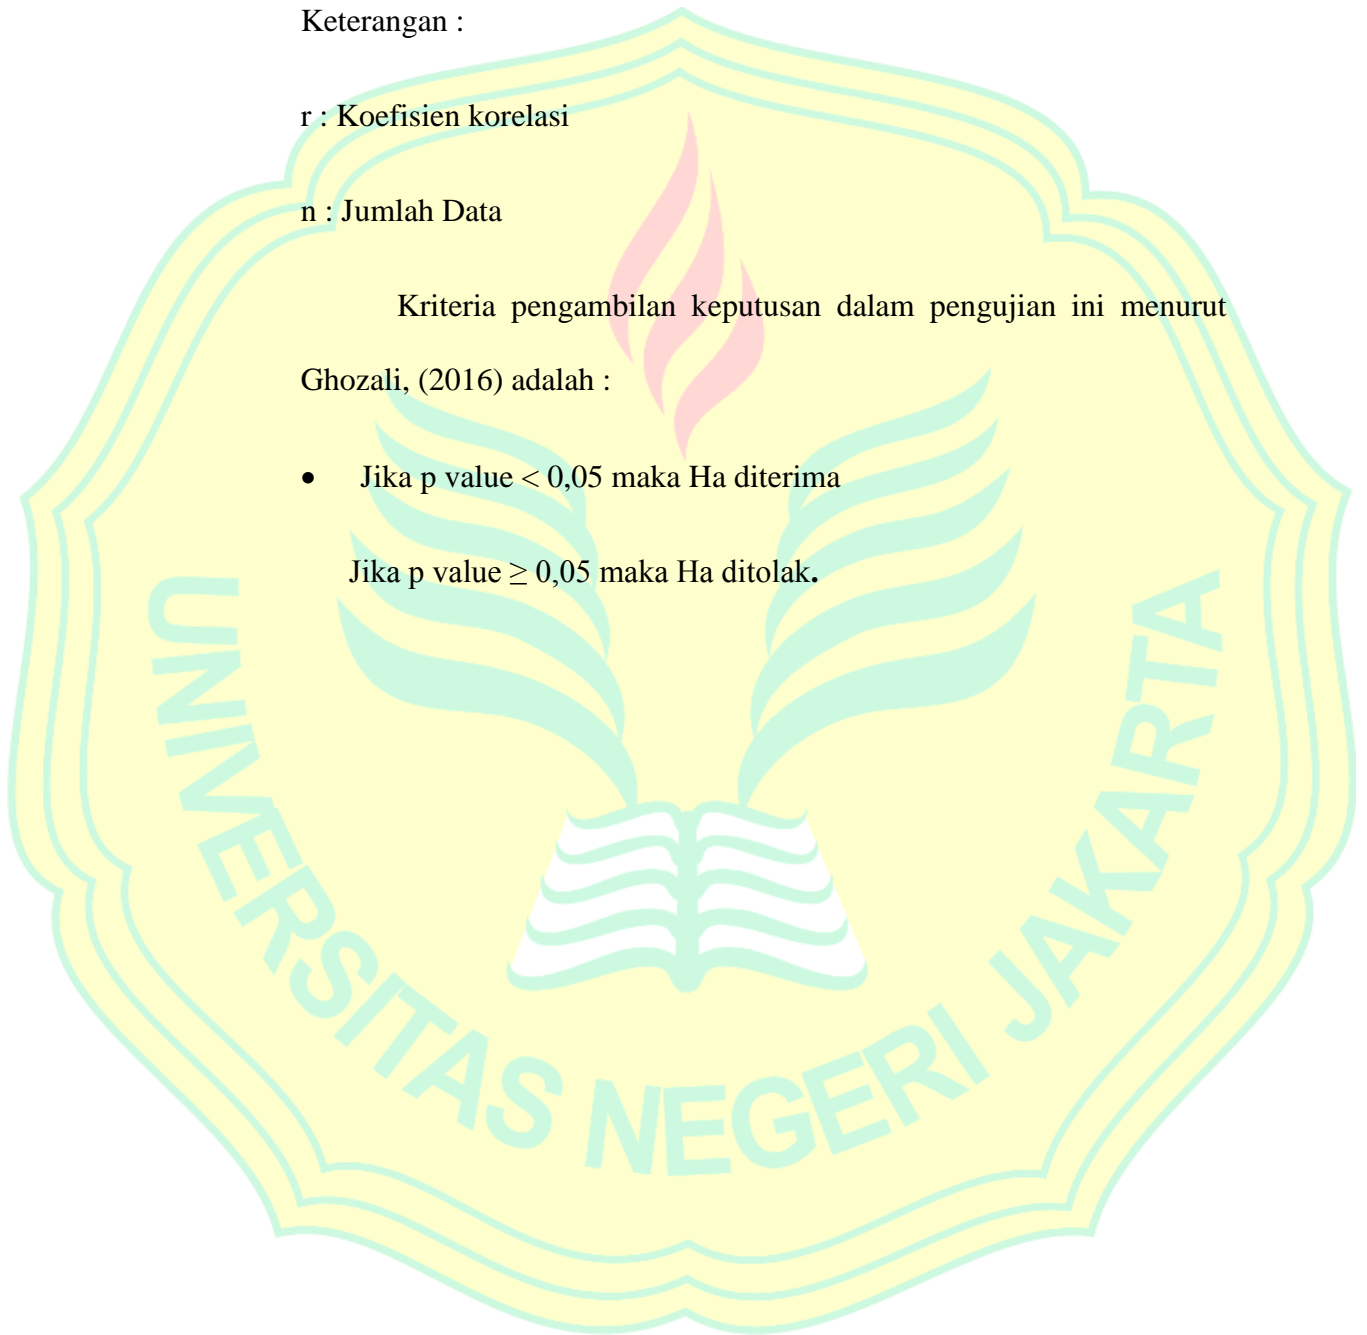 Keterangan :
r : Koefisien korelasi
n : Jumlah Data
Kriteria pengambilan keputusan dalam pengujian ini menurut
Ghozali, (2016) adalah :
• Jika p value < 0,05 maka Ha diterima
Jika p value ≥ 0,05 maka Ha ditolak.
UNIVERSITAS NEGERI JAKARTA